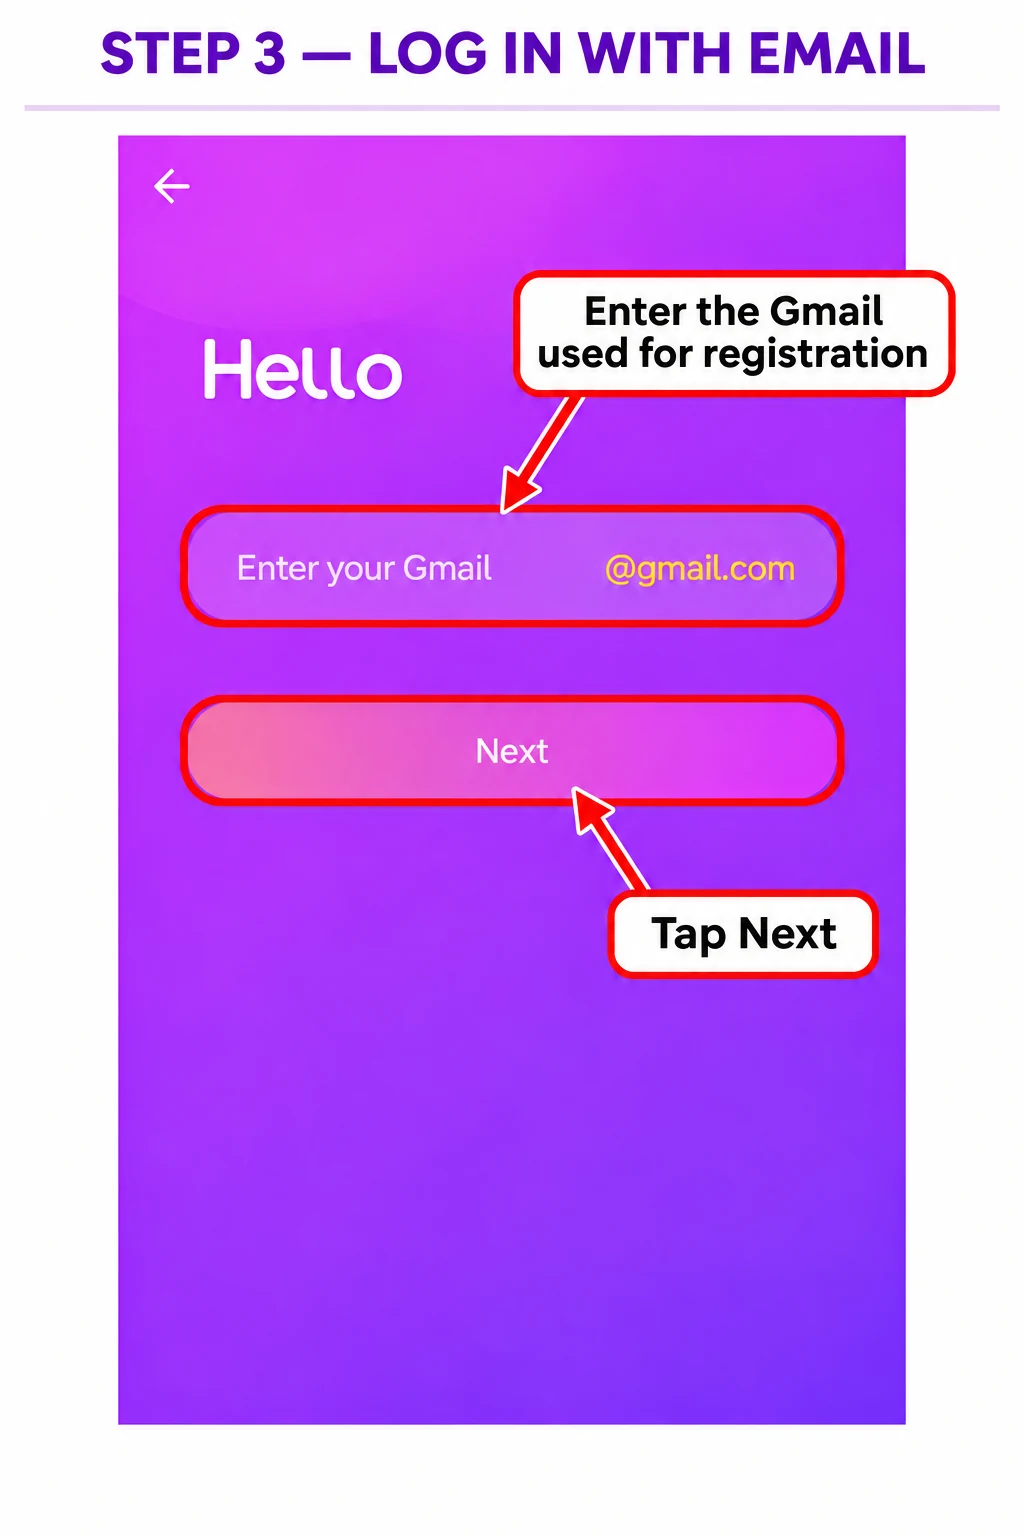 STEP 3 — LOG IN WITH EMAIL
Enter the Gmail
used for registration
Hello
Enter your Gmail @gmail.com
Next
Tap Next